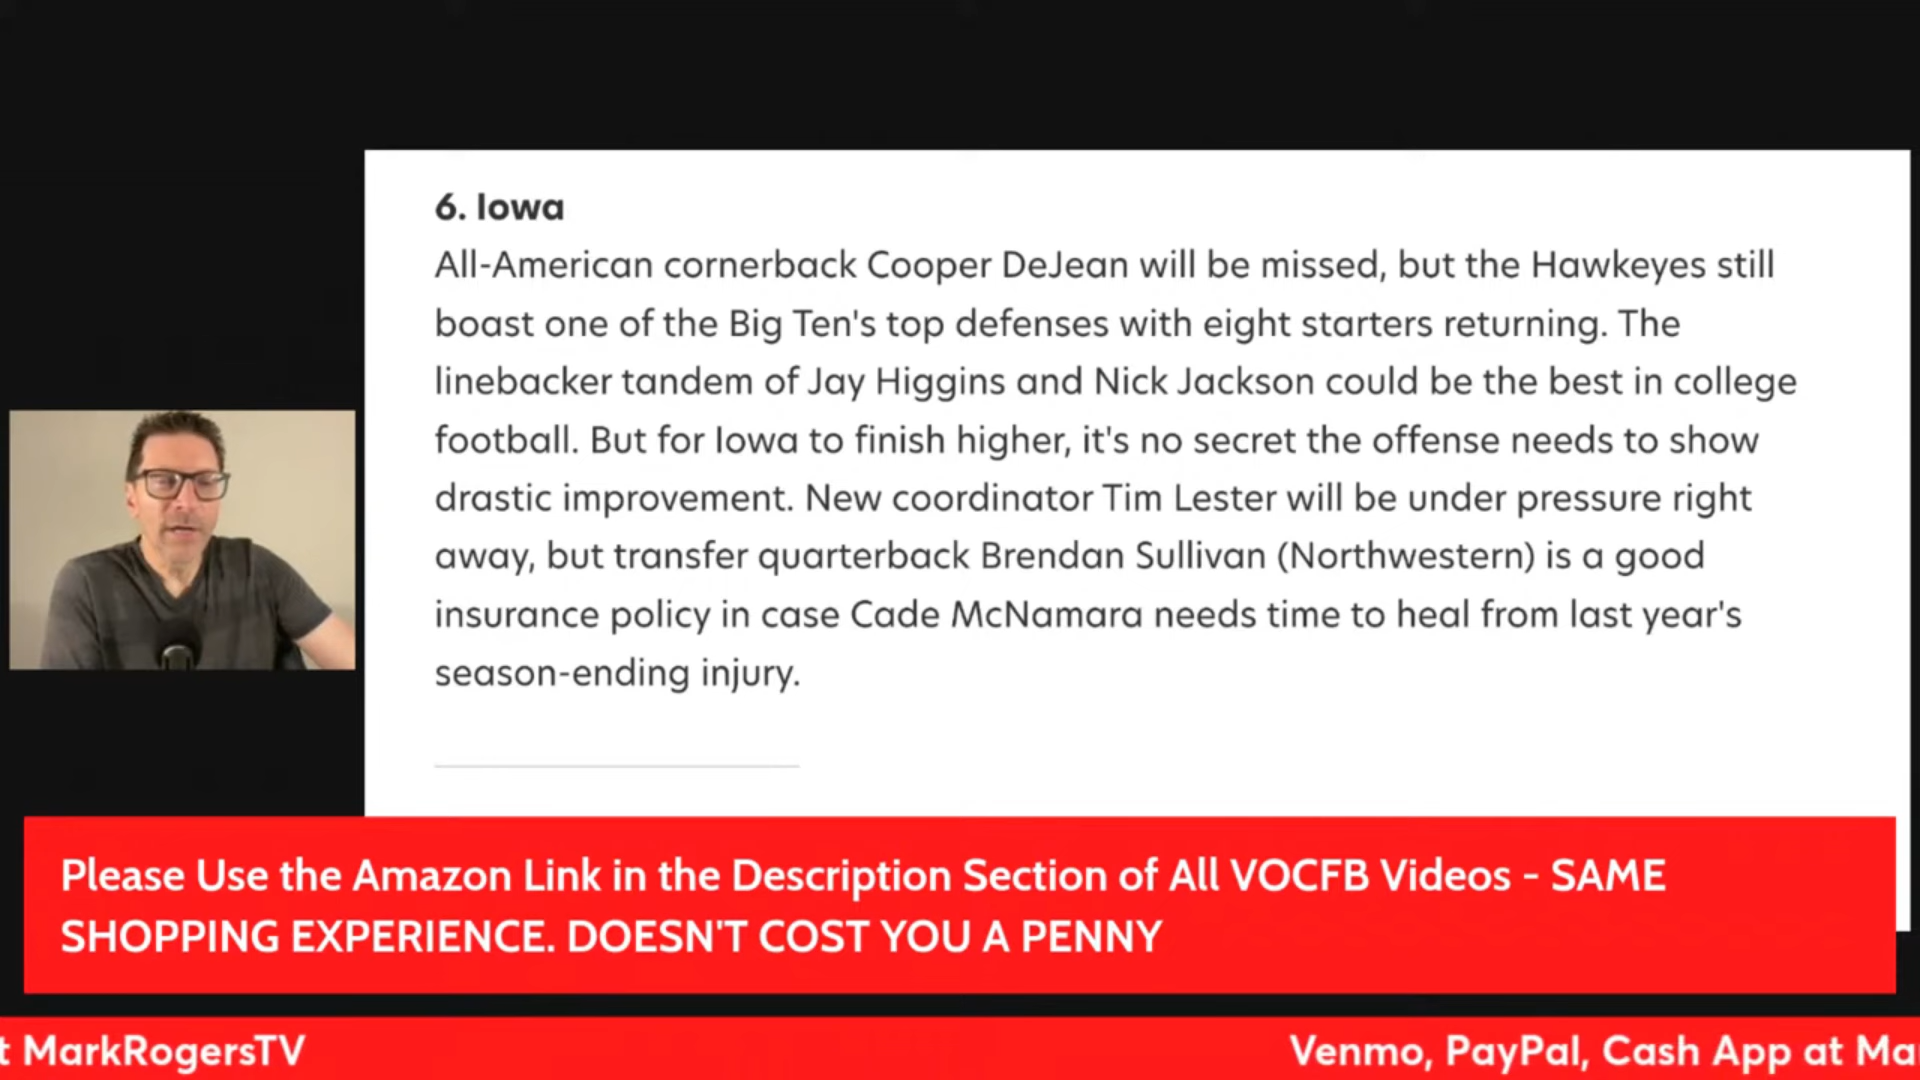 6. Iowa
All-American cornerback Cooper DeJean will be missed, but the Hawkeyes still
boast one of the Big Ten's top defenses with eight starters returning. The
linebacker tandem of Jay Higgins and Nick Jackson could be the best in college
football. But for Iowa to finish higher, it's no secret the offense needs to show
drastic improvement. New coordinator Tim Lester will be under pressure right
away, but transfer quarterback Brendan Sullivan (Northwestern) is a good
insurance policy in case Cade McNamara needs time to heal from last year's
season-ending injury.
Please Use the Amazon Link in the Description Section of All VOCFB Videos - SAME
SHOPPING EXPERIENCE. DOESN'T COST YOU A PENNY
t MarkRogersTV
Venmo, PayPal, Cash App at Ma